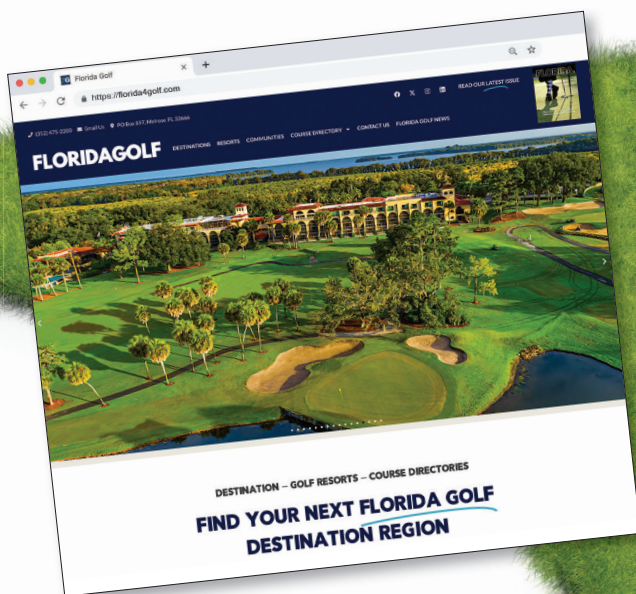 Florida Golf
https://florida4golf.com
(352) 475-2200 Email Us PO Box 857, Melrose FL 32666
READ OUR LATEST ISSUE
FLORIDAGOLF
DESTINATIONS RESORTS COMMUNITIES COURSE DIRECTORY CONTACT US FLORIDA GOLF NEWS
DESTINATION – GOLF RESORTS – COURSE DIRECTORIES
FIND YOUR NEXT FLORIDA GOLF
DESTINATION REGION